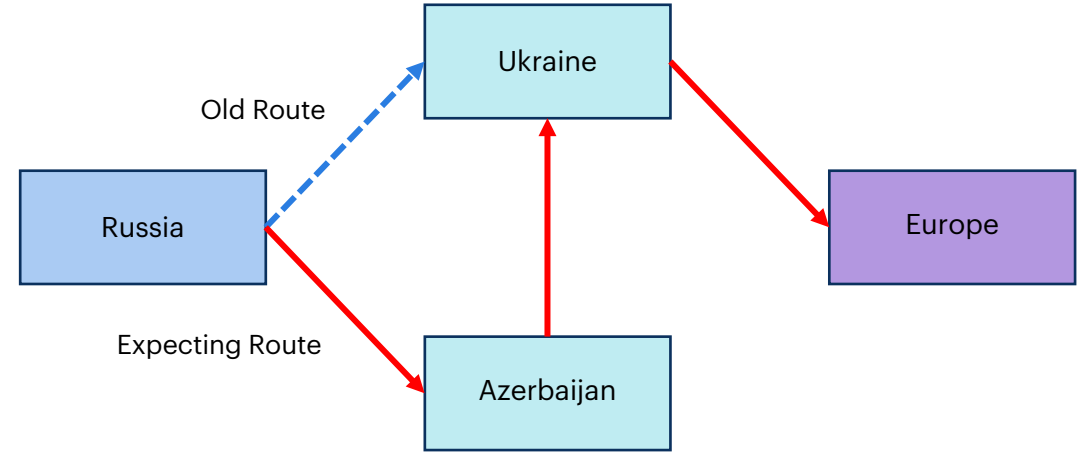 Ukraine
Old Route
Russia
Europe
Expecting Route
Azerbaijan